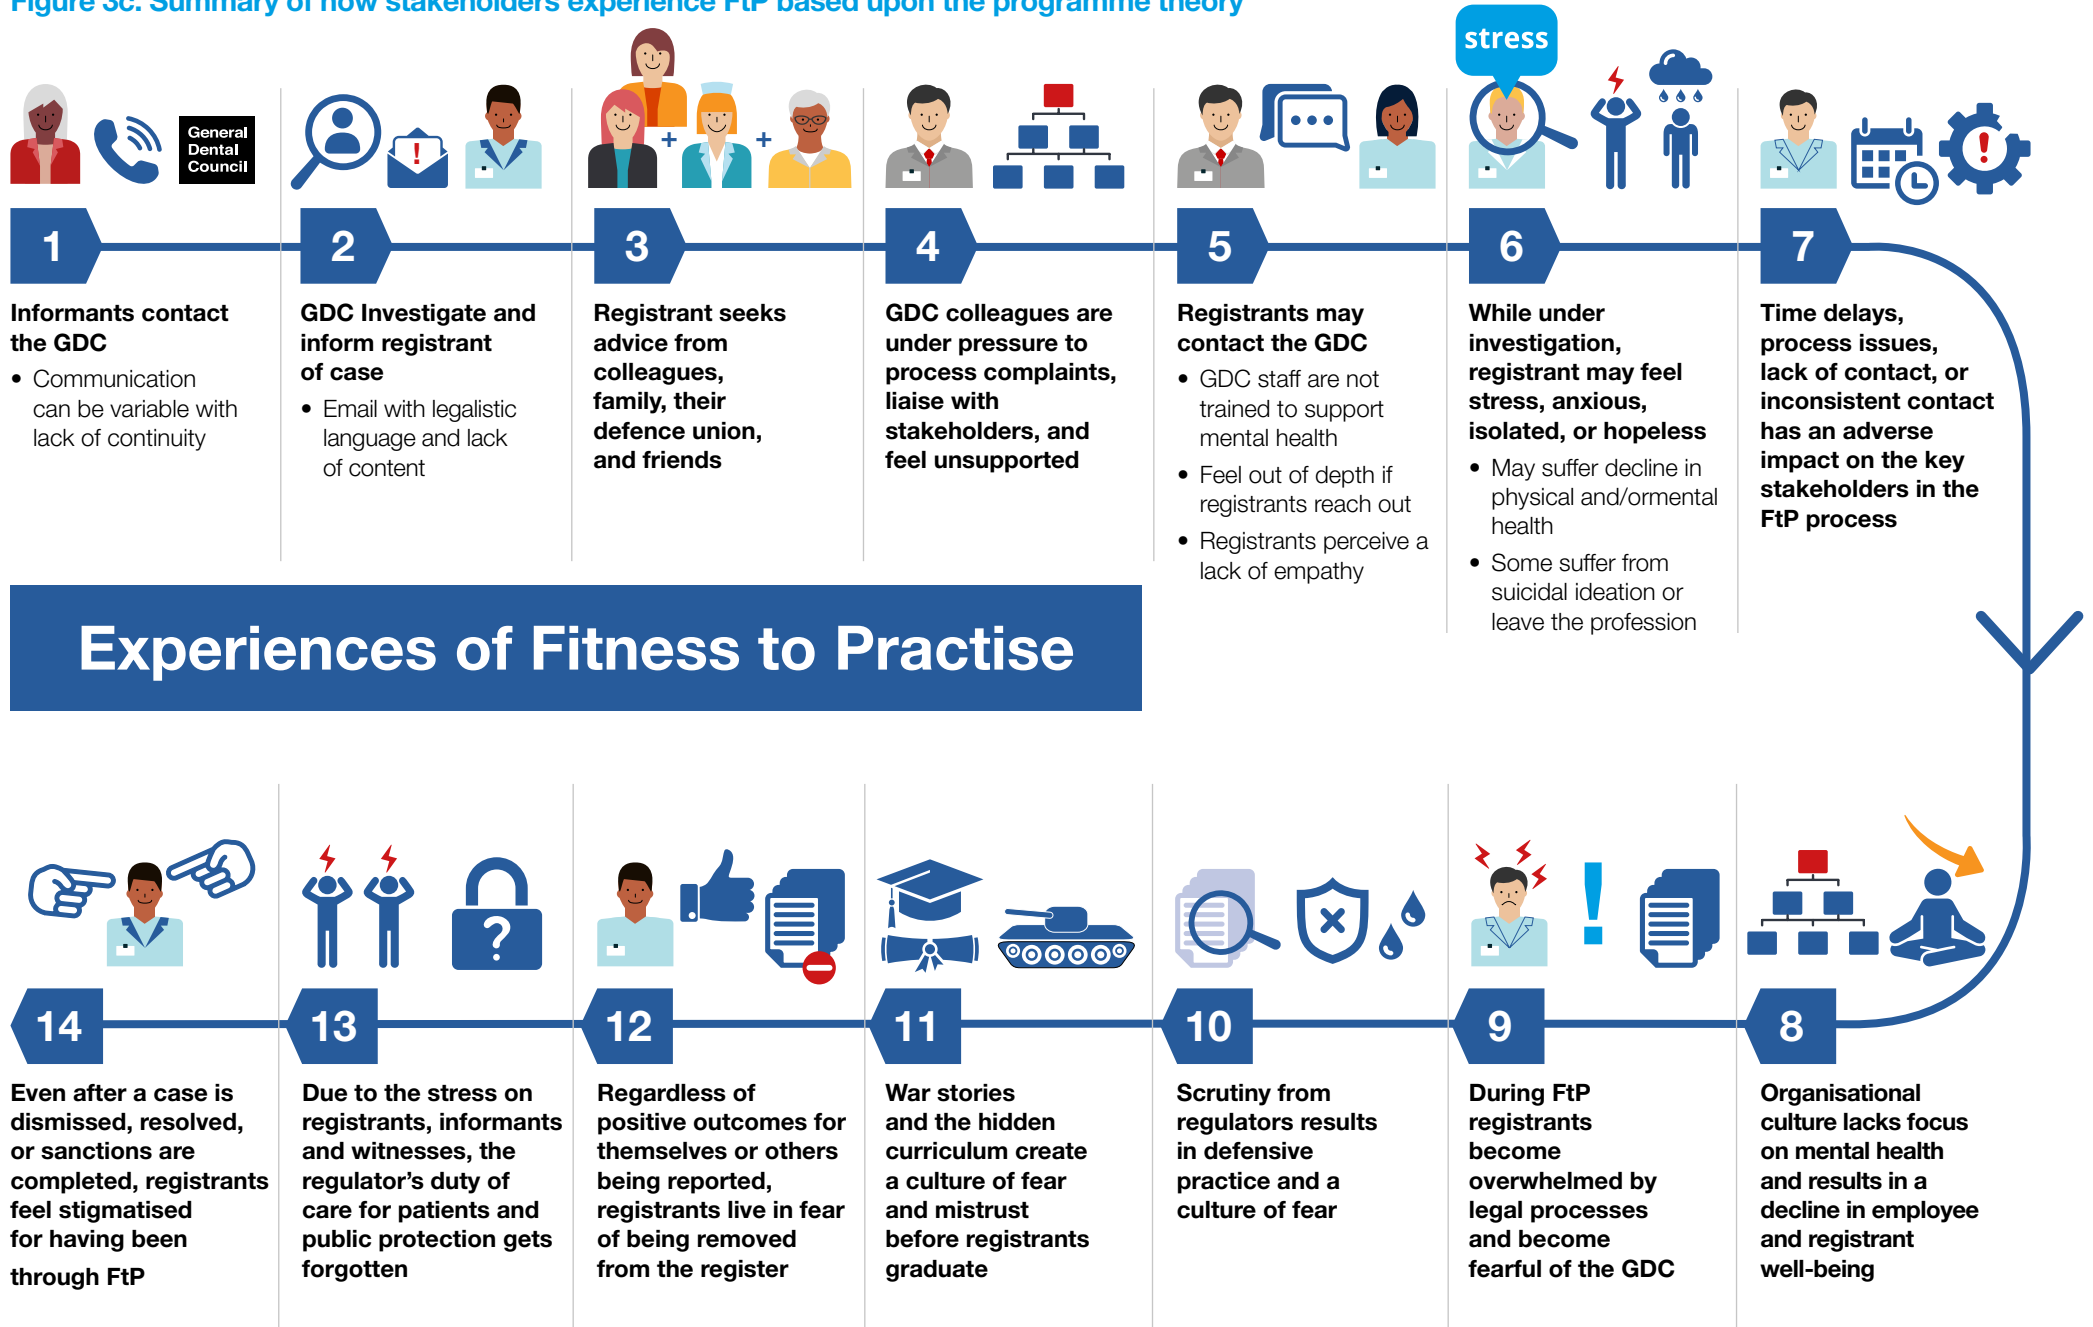 Figure 3c. Summary of how stakeholders experience FtP based upon the programme theory
General
Dental
Council
!
stress
!
1
Informants contact
the GDC
• Communication
can be variable with
lack of continuity
2
GDC Investigate and
inform registrant
of case
• Email with legalistic
language and lack
of content
3
Registrant seeks
advice from
colleagues,
family, their
defence union,
and friends
4
GDC colleagues are
under pressure to
process complaints,
liaise with
stakeholders, and
feel unsupported
5
Registrants may
contact the GDC
• GDC staff are not
trained to support
mental health
• Feel out of depth if
registrants reach out
• Registrants perceive a
lack of empathy
6
While under
investigation,
registrant may feel
stress, anxious,
isolated, or hopeless
• May suffer decline in
physical and/ormental
health
• Some suffer from
suicidal ideation or
leave the profession
7
Time delays,
process issues,
lack of contact, or
inconsistent contact
has an adverse
impact on the key
stakeholders in the
FtP process
Experiences of Fitness to Practise
14
Even after a case is
dismissed, resolved,
or sanctions are
completed, registrants
feel stigmatised
for having been
through FtP
?
13
Due to the stress on
registrants, informants
and witnesses, the
regulator's duty of
care for patients and
public protection gets
forgotten
12
Regardless of
positive outcomes for
themselves or others
being reported,
registrants live in fear
of being removed
from the register
11
War stories
and the hidden
curriculum create
a culture of fear
and mistrust
before registrants
graduate
10
Scrutiny from
regulators results
in defensive
practice and a
culture of fear
!
9
During FtP
registrants
become
overwhelmed by
legal processes
and become
fearful of the GDC
8
Organisational
culture lacks focus
on mental health
and results in a
decline in employee
and registrant
well-being